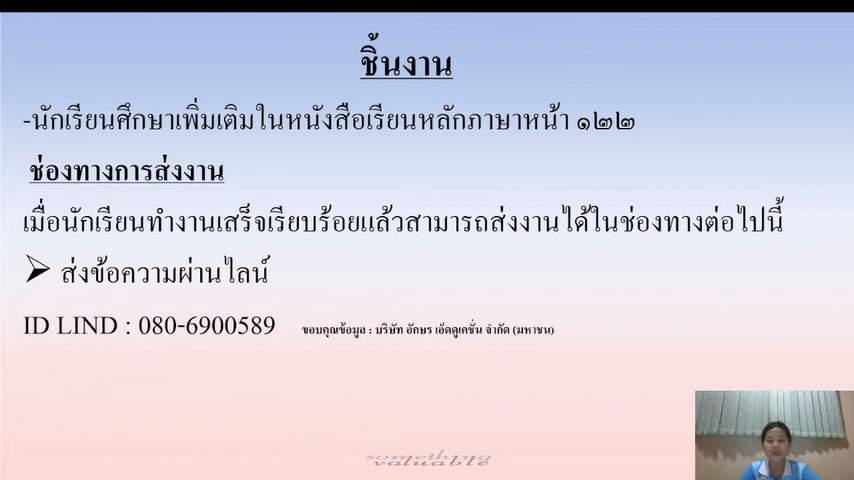 ชิ้นงาน
-นักเรียนศึกษาเพิ่มเติมในหนังสือเรียนหลักภาษาหน้า ๑๒๒
ช่องทางการส่งงาน
เมื่อนักเรียนทำงานเสร็จเรียบร้อยแล้วสามารถส่งงานได้ในช่องทางต่อไปนี้
➢ ส่งข้อความผ่านไลน์
ID LIND : 080-6900589 ขอบคุณข้อมูล : บริษัท อักษร เอ็ดดูเคชั่น จำกัด (มหาชน)
something
valuable